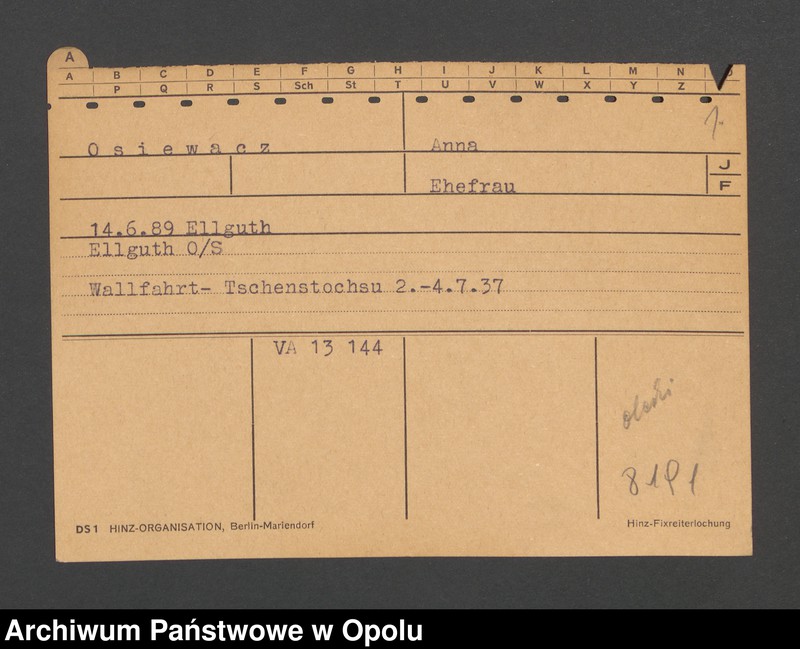 A
A B C D E F G H I J K L M N
P Q R S Sch St T U V W X Y Z
1.
Osiewacz Anna
Ehefrau J
F
14.6.89 Ellguth
Ellguth O/S
Wallfahrt- Tschenstochsu 2.-4.7.37
VA 13 144
DS1 HINZ-ORGANISATION, Berlin-Mariendorf Hinz-Fixreiterlochung
Archiwum Państwowe w Opolu